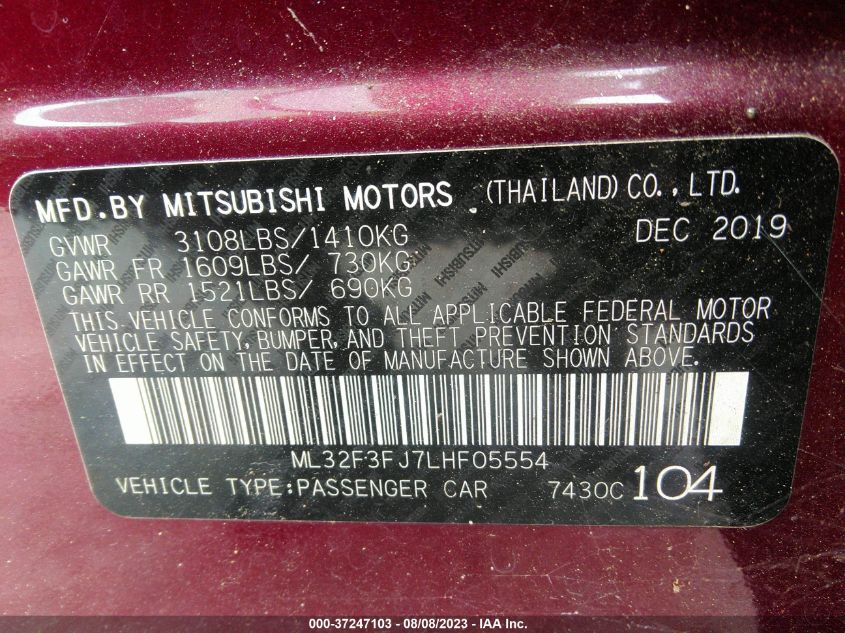 MFD.BY MITSUBISHI MOTORS (THAILAND) CO.,LTD.
GVWR 3108LBS/1410KG DEC 2019
GAWR FR 1609LBS/ 730KG
GAWR RR 1521LBS/ 690KG
THIS VEHICLE CONFORMS TO ALL APPLICABLE FEDERAL MOTOR
VEHICLE SAFETY, BUMPER, AND THEFT PREVENTION STANDARDS
IN EFFECT ON THE DATE OF MANUFACTURE SHOWN ABOVE.
ML32F3FJ7LHF05554
VEHICLE TYPE:PASSENGER CAR 7430C 104
000-37247103 - 08/08/2023 - IAA Inc.